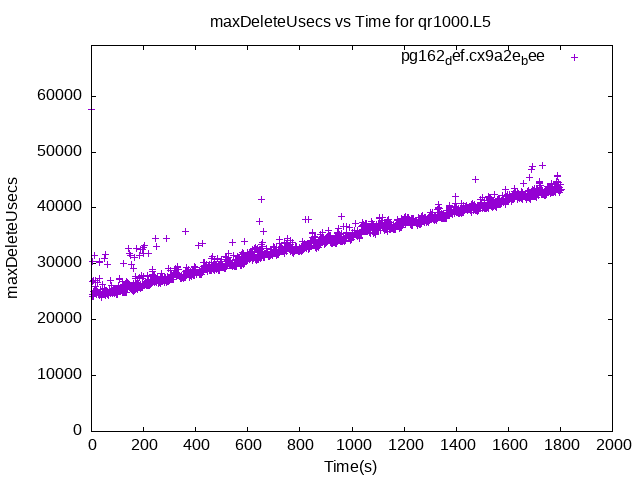 maxDeleteUsecs vs Time for qr1000.L5
pg162def.cx9a2ebee
60000
50000
40000
30000
20000
10000
0
maxDeleteUsecs
0 200 400 600 800 1000 1200 1400 1600 1800 2000
Time(s)